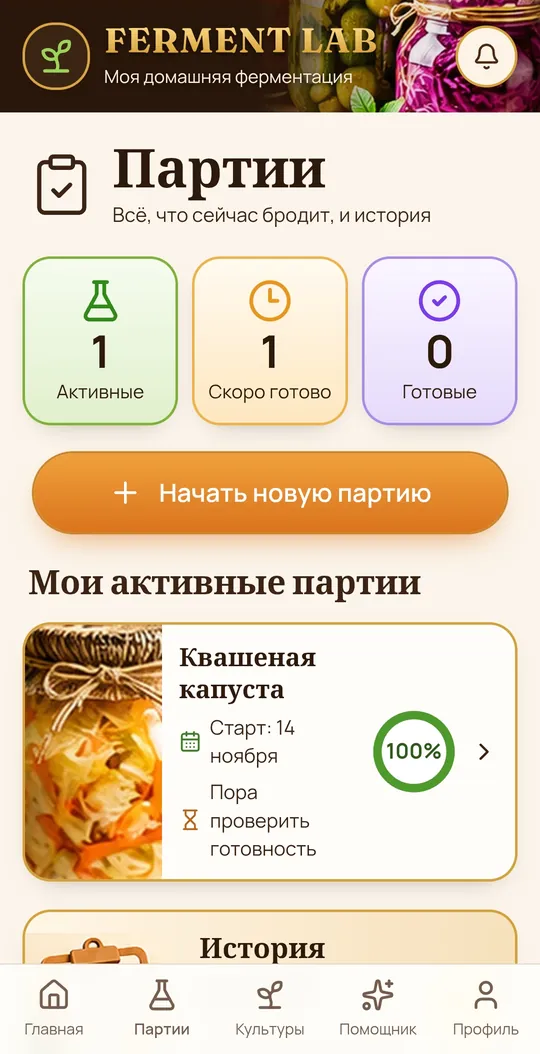 FERMENT LAB
Моя домашняя ферментация
Партии
Всё, что сейчас бродит, и история
1
Активные
1
Скоро готово
0
Готовые
Начать новую партию
Мои активные партии
Квашеная
капуста
Старт: 14
ноября
Пора
проверить
готовность
100%
История
Главная
Партии
Культуры
Помощник
Профиль